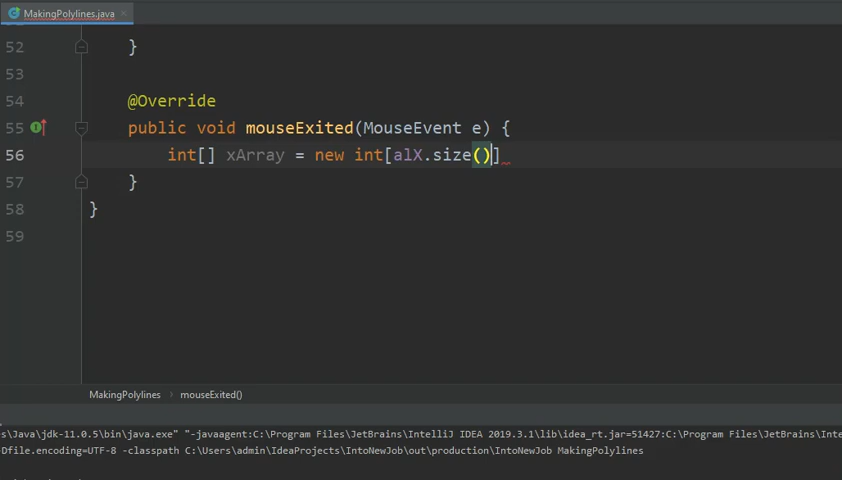 MakingPolylines.java
52 }
53
54 @Override
55 public void mouseExited(MouseEvent e) {
56 int[] xArray = new int[alX.size()]
57 }
58 }
59
MakingPolylines > mouseExited()
s\Java\jdk-11.0.5\bin\java.exe" "-javaagent:C:\Program Files\JetBrains\IntelliJ IDEA 2019.3.1\lib\idea_rt.jar=51427:C:\Program Files\JetBrains\Inte
Dfile.encoding=UTF-8 -classpath C:\Users\admin\IdeaProjects\IntoNewJob\out\production\IntoNewJob MakingPolylines